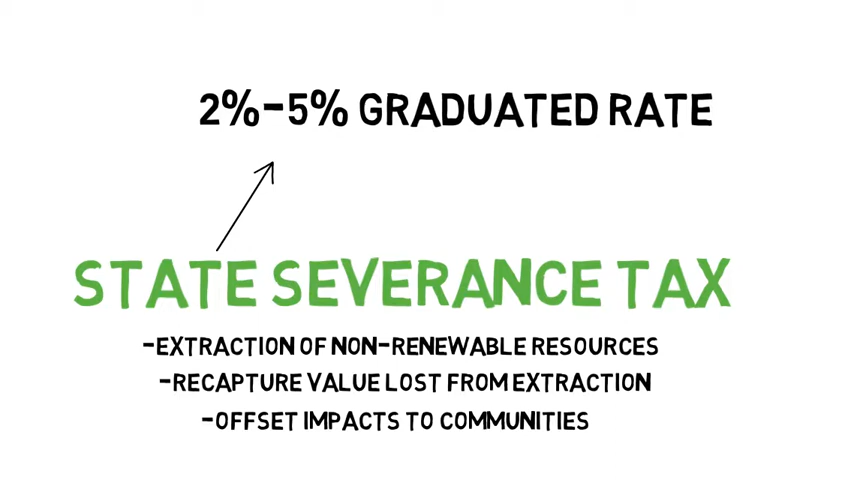 2%-5% GRADUATED RATE
STATE SEVERANCE TAX
-EXTRACTION OF NON-RENEWABLE RESOURCES
-RECAPTURE VALUE LOST FROM EXTRACTION
-OFFSET IMPACTS TO COMMUNITIES